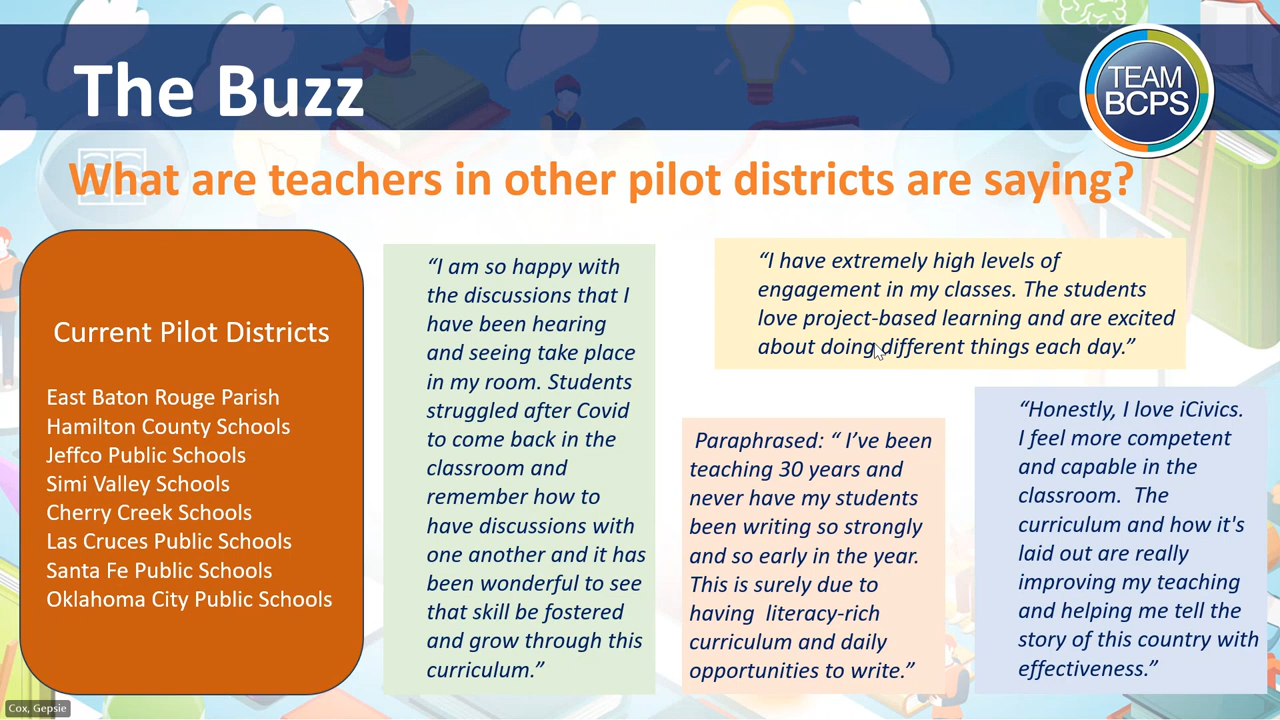 The Buzz
TEAM
BCPS
What are teachers in other pilot districts are saying?
Current Pilot Districts
East Baton Rouge Parish
Hamilton County Schools
Jeffco Public Schools
Simi Valley Schools
Cherry Creek Schools
Las Cruces Public Schools
Santa Fe Public Schools
Oklahoma City Public Schools
“I am so happy with
the discussions that I
have been hearing
and seeing take place
in my room. Students
struggled after Covid
to come back in the
classroom and
remember how to
have discussions with
one another and it has
been wonderful to see
that skill be fostered
and grow through this
curriculum.”
“I have extremely high levels of
engagement in my classes. The students
love project-based learning and are excited
about doing different things each day.”
Paraphrased: “ I’ve been
teaching 30 years and
never have my students
been writing so strongly
and so early in the year.
This is surely due to
having  literacy-rich
curriculum and daily
opportunities to write.”
“Honestly, I love iCivics.
I feel more competent
and capable in the
classroom.  The
curriculum and how it's
laid out are really
improving my teaching
and helping me tell the
story of this country with
effectiveness.”
Cox, Gepsie